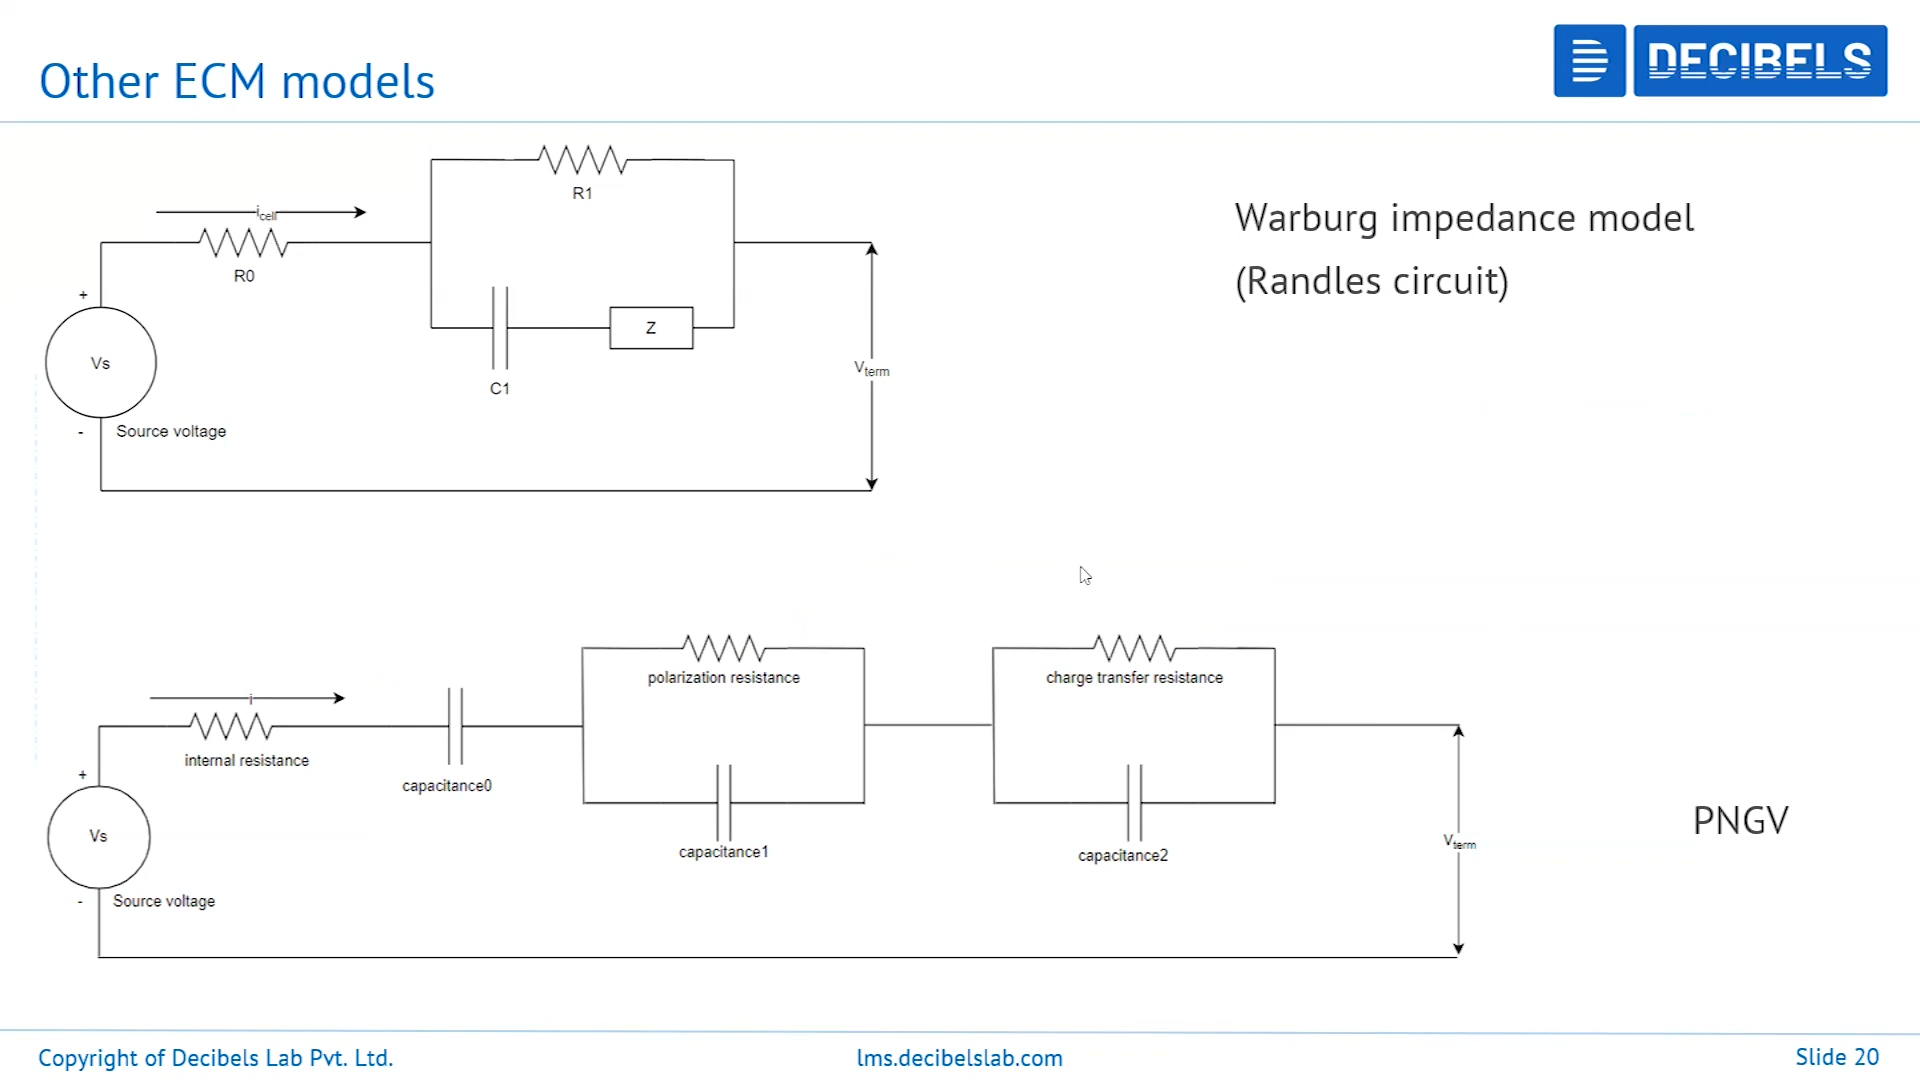 Other ECM models
DECIBELS
R1
icell
R0
Warburg impedance model
(Randles circuit)
+
Z
Vs
C1
Vterm
- Source voltage
polarization resistance
charge transfer resistance
i
internal resistance
capacitance0
+
Vs
capacitance1
capacitance2
Vterm
PNGV
- Source voltage
Copyright of Decibels Lab Pvt. Ltd.
lms.decibelslab.com
Slide 20